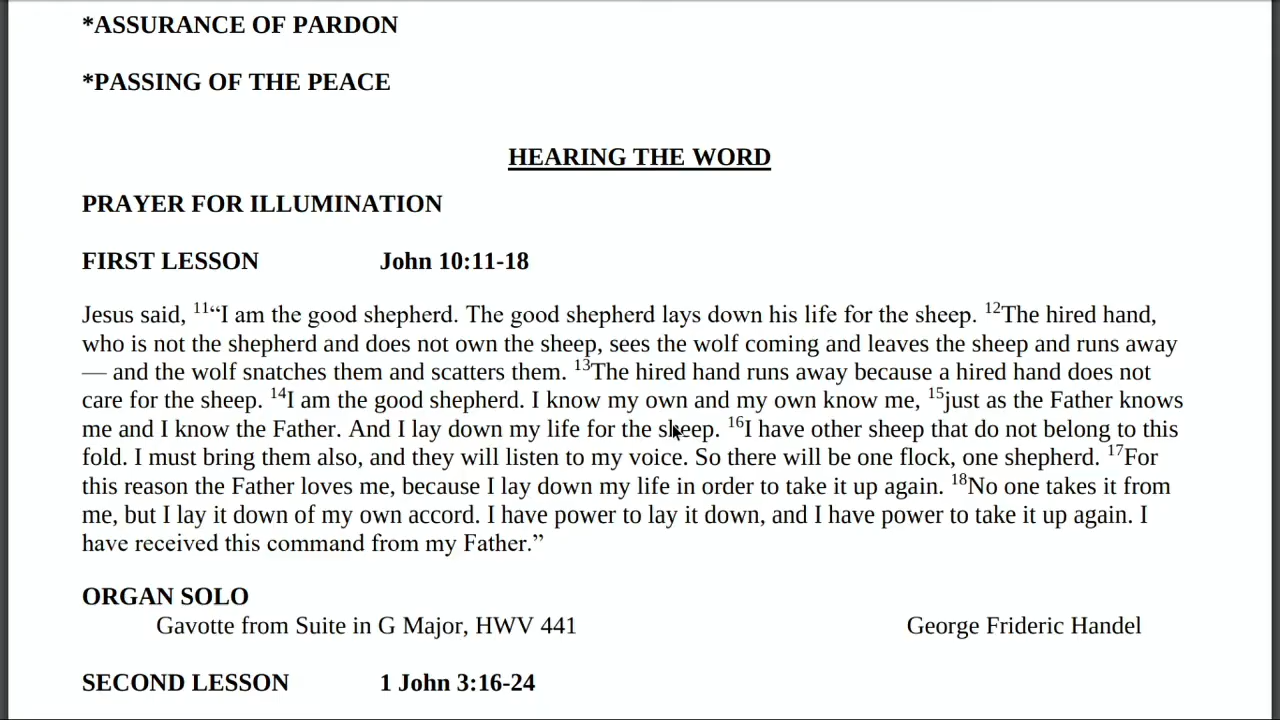 *ASSURANCE OF PARDON
*PASSING OF THE PEACE
HEARING THE WORD
PRAYER FOR ILLUMINATION
FIRST LESSON John 10:11-18
Jesus said, 11“I am the good shepherd. The good shepherd lays down his life for the sheep. 12The hired hand,
who is not the shepherd and does not own the sheep, sees the wolf coming and leaves the sheep and runs away
— and the wolf snatches them and scatters them. 13The hired hand runs away because a hired hand does not
care for the sheep. 14I am the good shepherd. I know my own and my own know me, 15just as the Father knows
me and I know the Father. And I lay down my life for the sheep. 16I have other sheep that do not belong to this
fold. I must bring them also, and they will listen to my voice. So there will be one flock, one shepherd. 17For
this reason the Father loves me, because I lay down my life in order to take it up again. 18No one takes it from
me, but I lay it down of my own accord. I have power to lay it down, and I have power to take it up again. I
have received this command from my Father.”
ORGAN SOLO
Gavotte from Suite in G Major, HWV 441 George Frideric Handel
SECOND LESSON 1 John 3:16-24